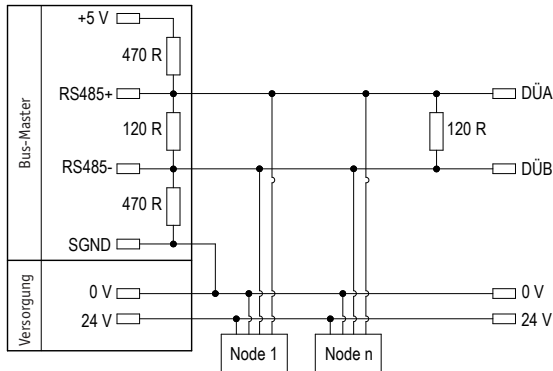 +5 V
470 R
RS485+
DÜA
Bus-Master
120 R
120 R
RS485-
DÜB
470 R
SGND
Versorgung
0 V
0 V
24 V
24 V
Node 1
Node n